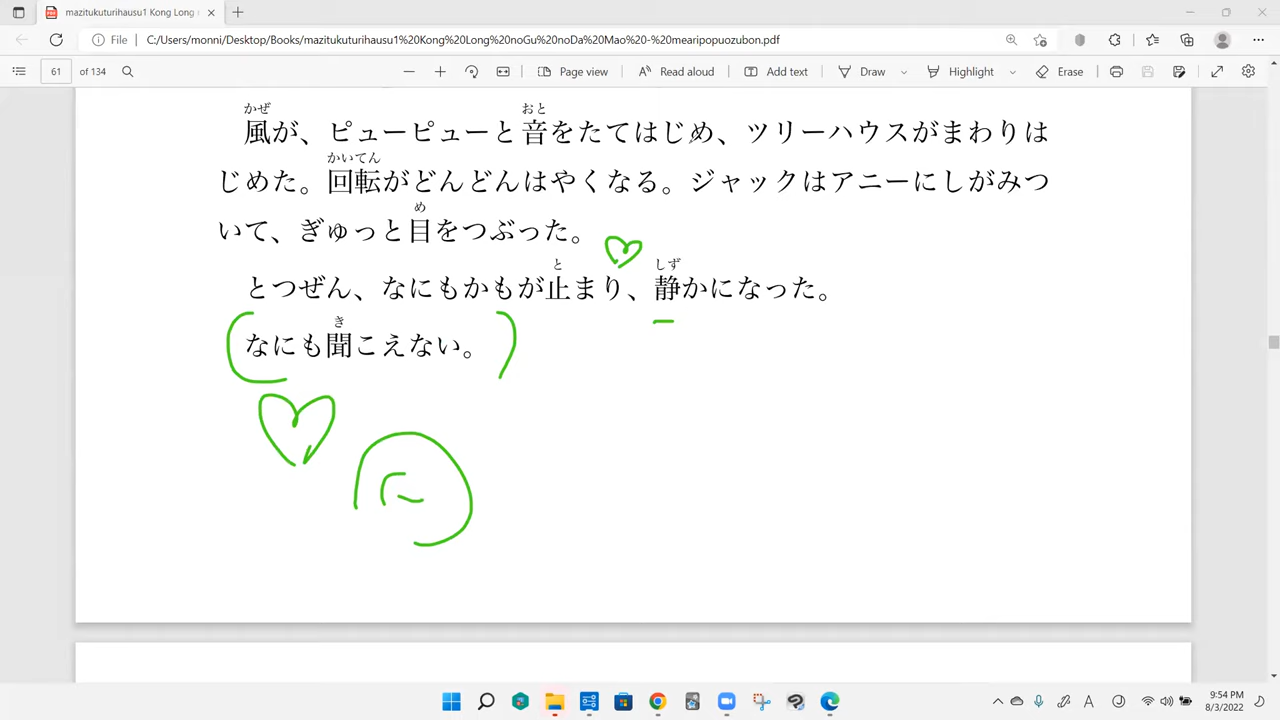 mazitukuturihausu1 Kong Long
File
C:/Users/monni/Desktop/Books/mazitukuturihausu1%20Kong%20Long%20noGu%20noDa%20Mao%20-%20mearipopuozubon.pdf
61 of 134
Page view
Read aloud
Add text
Draw
Highlight
Erase
かぜ おと
風が、ピューピューと音をたてはじめ、ツリーハウスがまわりは
かいてん
じめた。回転がどんどんはやくなる。ジャックはアニーにしがみつ
め
いて、ぎゅっと目をつぶった。
と しず
とつぜん、なにもかもが止まり、静かになった。
き
なにも聞こえない。
9:54 PM
8/3/2022